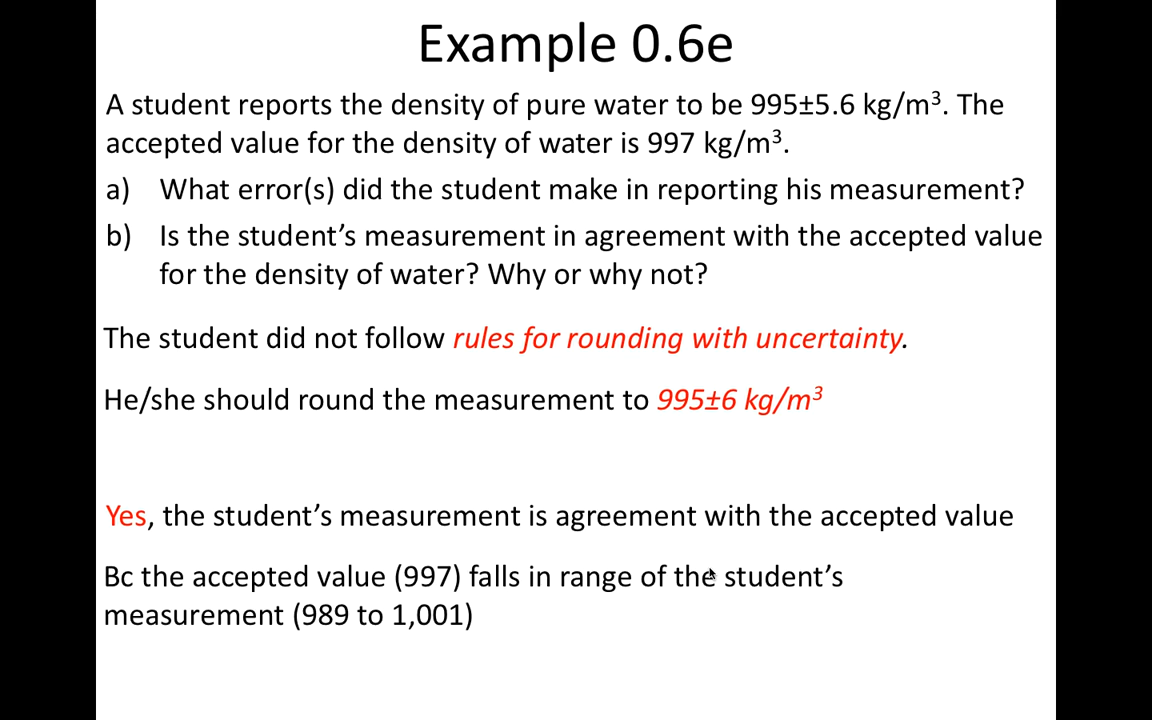 Example 0.6e
A student reports the density of pure water to be 995±5.6 kg/m³. The
accepted value for the density of water is 997 kg/m³.
a) What error(s) did the student make in reporting his measurement?
b) Is the student’s measurement in agreement with the accepted value
for the density of water? Why or why not?
The student did not follow rules for rounding with uncertainty.
He/she should round the measurement to 995±6 kg/m³
Yes, the student’s measurement is agreement with the accepted value
Bc the accepted value (997) falls in range of the student’s
measurement (989 to 1,001)